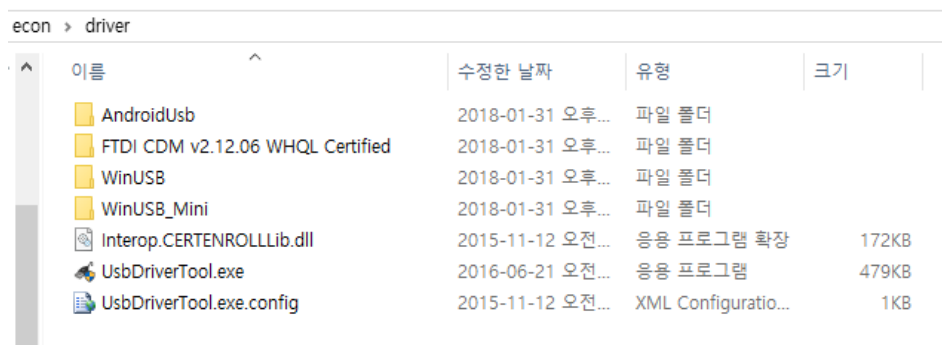 econ > driver
이름 수정한 날짜 유형 크기
AndroidUsb 2018-01-31 오후... 파일 폴더
FTDI CDM v2.12.06 WHQL Certified 2018-01-31 오후... 파일 폴더
WinUSB 2018-01-31 오후... 파일 폴더
WinUSB_Mini 2018-01-31 오후... 파일 폴더
Interop.CERTENROLLLib.dll 2015-11-12 오전... 응용 프로그램 확장 172KB
UsbDriverTool.exe 2016-06-21 오전... 응용 프로그램 479KB
UsbDriverTool.exe.config 2015-11-12 오전... XML Configuratio... 1KB